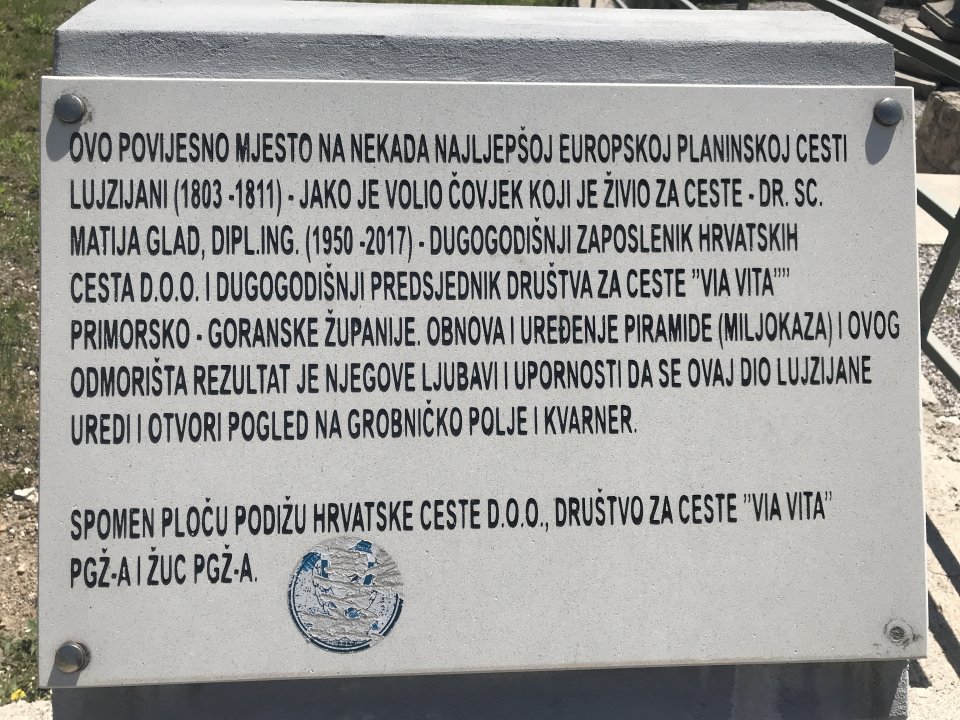 OVO POVIJESNO MJESTO NA NEKADA NAJLJEPŠOJ EUROPSKOJ PLANINSKOJ CESTI
LUJZIJANI (1803 -1811) - JAKO JE VOLIO ČOVJEK KOJI JE ŽIVIO ZA CESTE - DR. SC.
MATIJA GLAD, DIPL.ING. (1950 -2017) - DUGOGODIŠNJI ZAPOSLENIK HRVATSKIH
CESTA D.O.O. I DUGOGODIŠNJI PREDSJEDNIK DRUŠTVA ZA CESTE ”VIA VITA””
PRIMORSKO - GORANSKE ŽUPANIJE. OBNOVA I UREĐENJE PIRAMIDE (MILJOKAZA) I OVOG
ODMORIŠTA REZULTAT JE NJEGOVE LJUBAVI I UPORNOSTI DA SE OVAJ DIO LUJZIJANE
UREDI I OTVORI POGLED NA GROBNIČKO POLJE I KVARNER.
SPOMEN PLOČU PODIŽU HRVATSKE CESTE D.O.O., DRUŠTVO ZA CESTE ”VIA VITA”
PGŽ-A I ŽUC PGŽ-A.